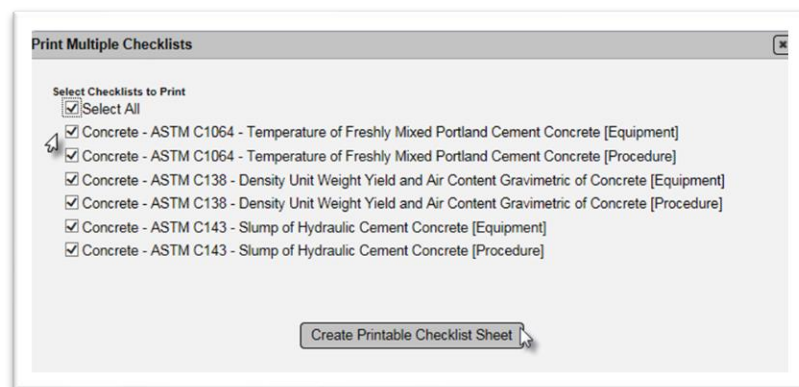 Print Multiple Checklists
Select Checklists to Print
Select All
Concrete - ASTM C1064 - Temperature of Freshly Mixed Portland Cement Concrete [Equipment]
Concrete - ASTM C1064 - Temperature of Freshly Mixed Portland Cement Concrete [Procedure]
Concrete - ASTM C138 - Density Unit Weight Yield and Air Content Gravimetric of Concrete [Equipment]
Concrete - ASTM C138 - Density Unit Weight Yield and Air Content Gravimetric of Concrete [Procedure]
Concrete - ASTM C143 - Slump of Hydraulic Cement Concrete [Equipment]
Concrete - ASTM C143 - Slump of Hydraulic Cement Concrete [Procedure]
Create Printable Checklist Sheet